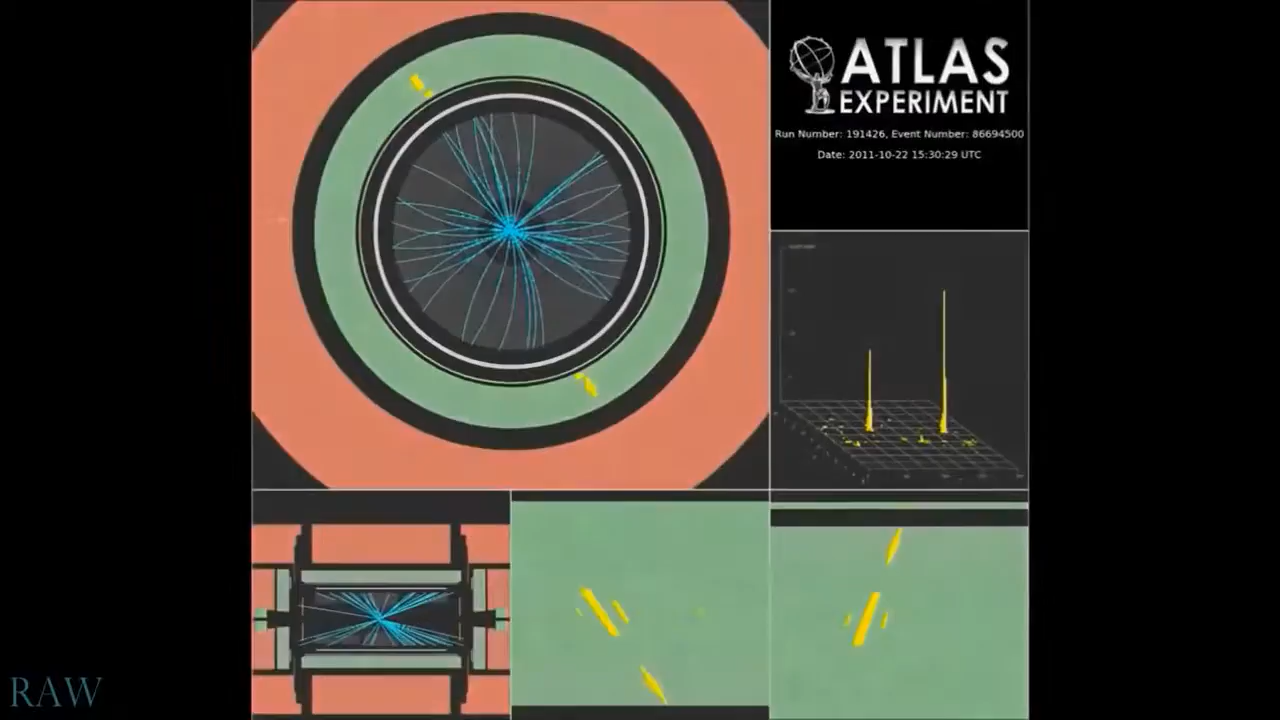 ATLAS
EXPERIMENT
Run Number: 191426, Event Number: 86694500
Date: 2011-10-22 15:30:29 UTC
RAW